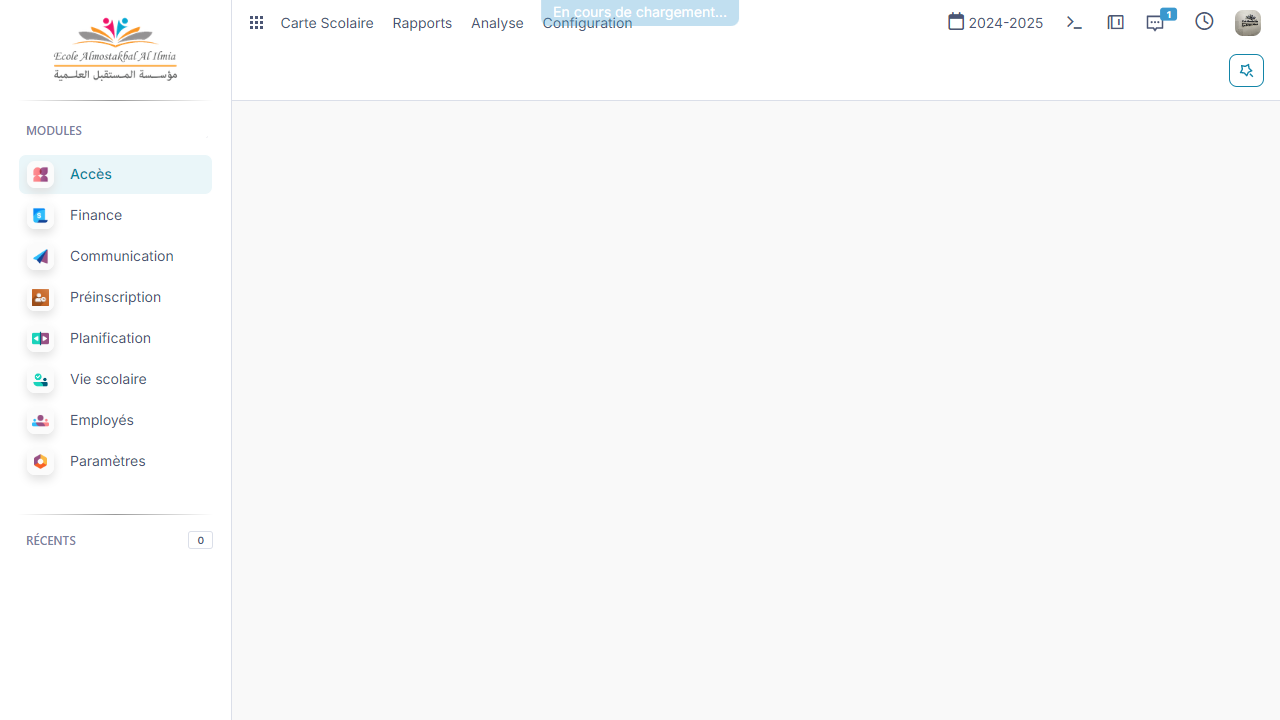 Ecole Almostakbal Al Ilmia
مؤسسة المستقبل العلمية
MODULES
Accès
Finance
Communication
Préinscription
Planification
Vie scolaire
Employés
Paramètres
RÉCENTS
0
Carte Scolaire
Rapports
Analyse
Configuration
En cours de chargement...
2024-2025
1